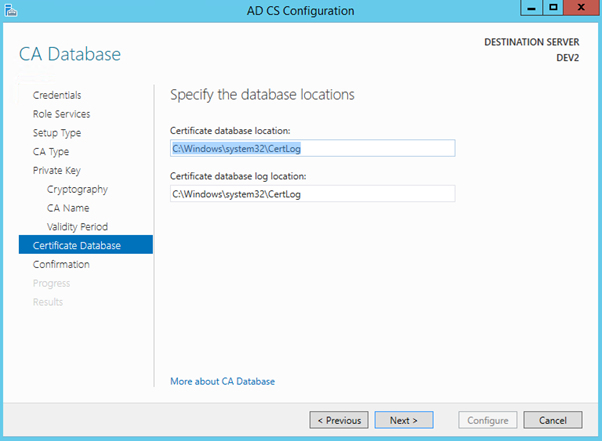 AD CS Configuration
CA Database
DESTINATION SERVER
DEV2
Credentials
Role Services
Setup Type
CA Type
Private Key
Cryptography
CA Name
Validity Period
Certificate Database
Confirmation
Progress
Results
Specify the database locations
Certificate database location:
C:\Windows\system32\CertLog
Certificate database log location:
C:\Windows\system32\CertLog
More about CA Database
< Previous
Next >
Configure
Cancel